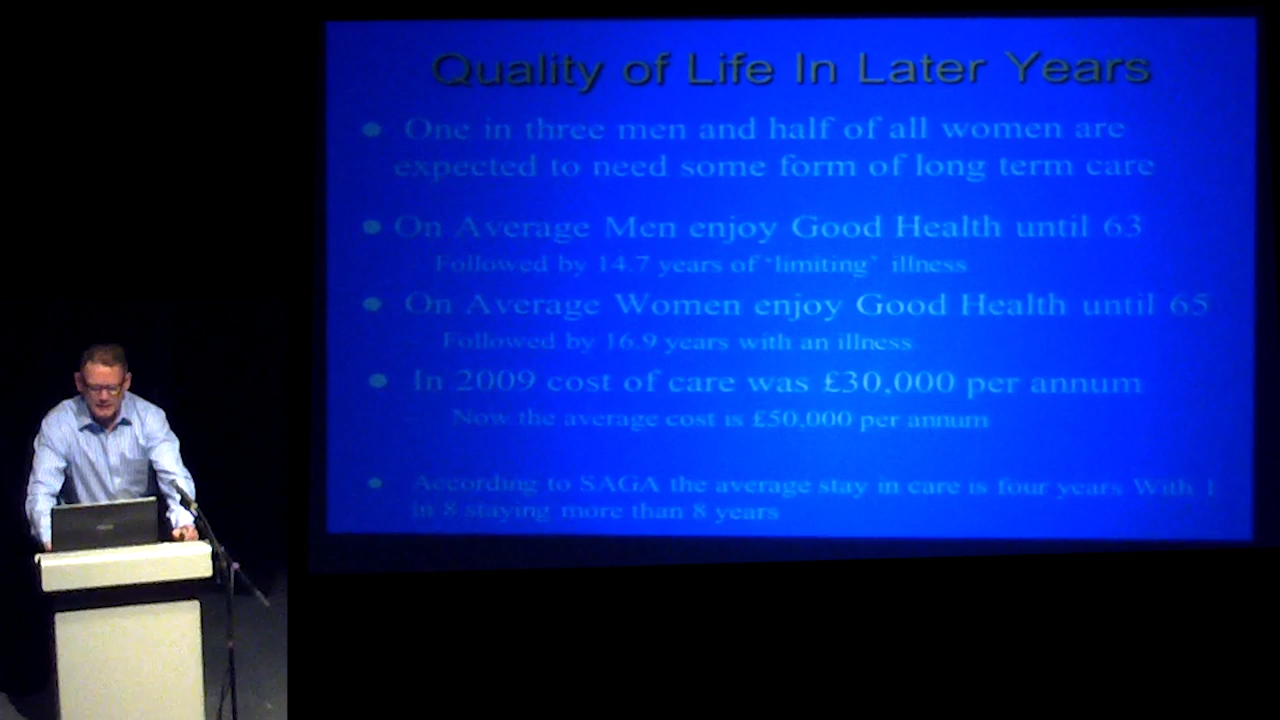 Quality of Life In Later Years
One in three men and half of all women are
expected to need some form of long term care
On Average Men enjoy Good Health until 63
Followed by 14.7 years of "limiting" illness
On Average Women enjoy Good Health until 65
Followed by 16.9 years with an illness
In 2009 cost of care was £30,000 per annum
Now the average cost is £50,000 per annum
According to SAGA the average stay in care is four years With 1
in 8 staying more than 8 years